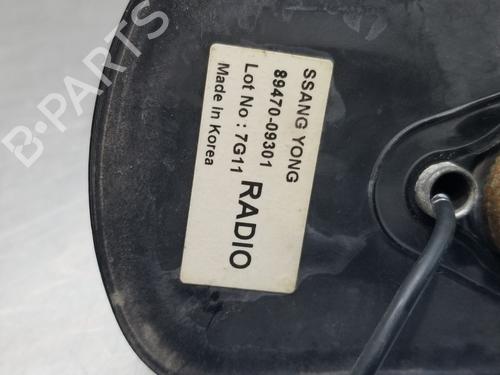 SSANG YONG
89470-09301
Lot No : 7G11
Made in Korea
RADIO
B-PARTS